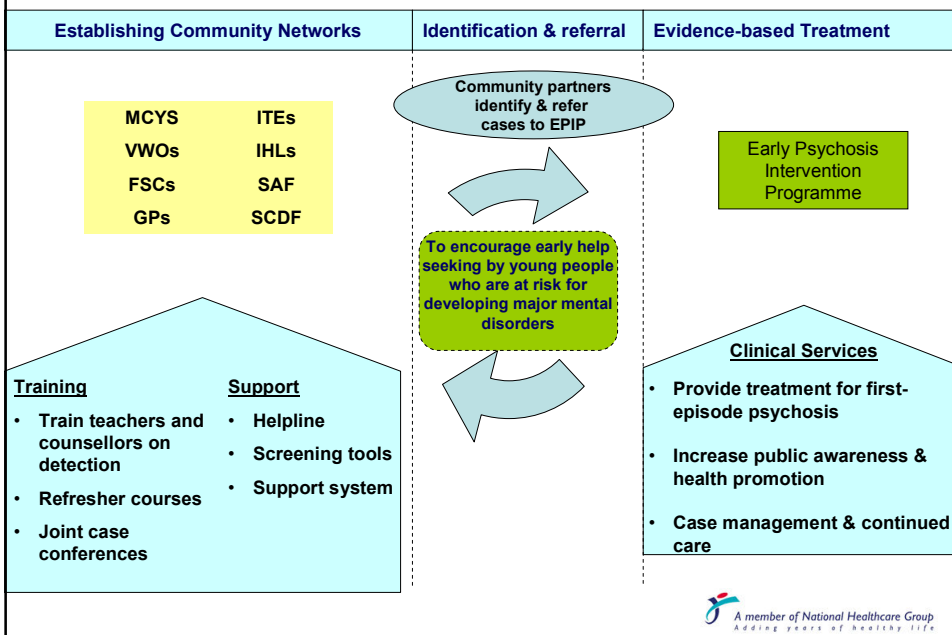 Establishing Community Networks
Identification & referral
Evidence-based Treatment
MCYS ITEs
VWOs IHLs
FSCs SAF
GPs SCDF
Community partners
identify & refer
cases to EPIP
To encourage early help
seeking by young people
who are at risk for
developing major mental
disorders
Early Psychosis
Intervention
Programme
Training
• Train teachers and
counsellors on
detection
• Refresher courses
• Joint case
conferences
Support
• Helpline
• Screening tools
• Support system
Clinical Services
• Provide treatment for first-
episode psychosis
• Increase public awareness &
health promotion
• Case management & continued
care
A member of National Healthcare Group
Adding years of healthy life